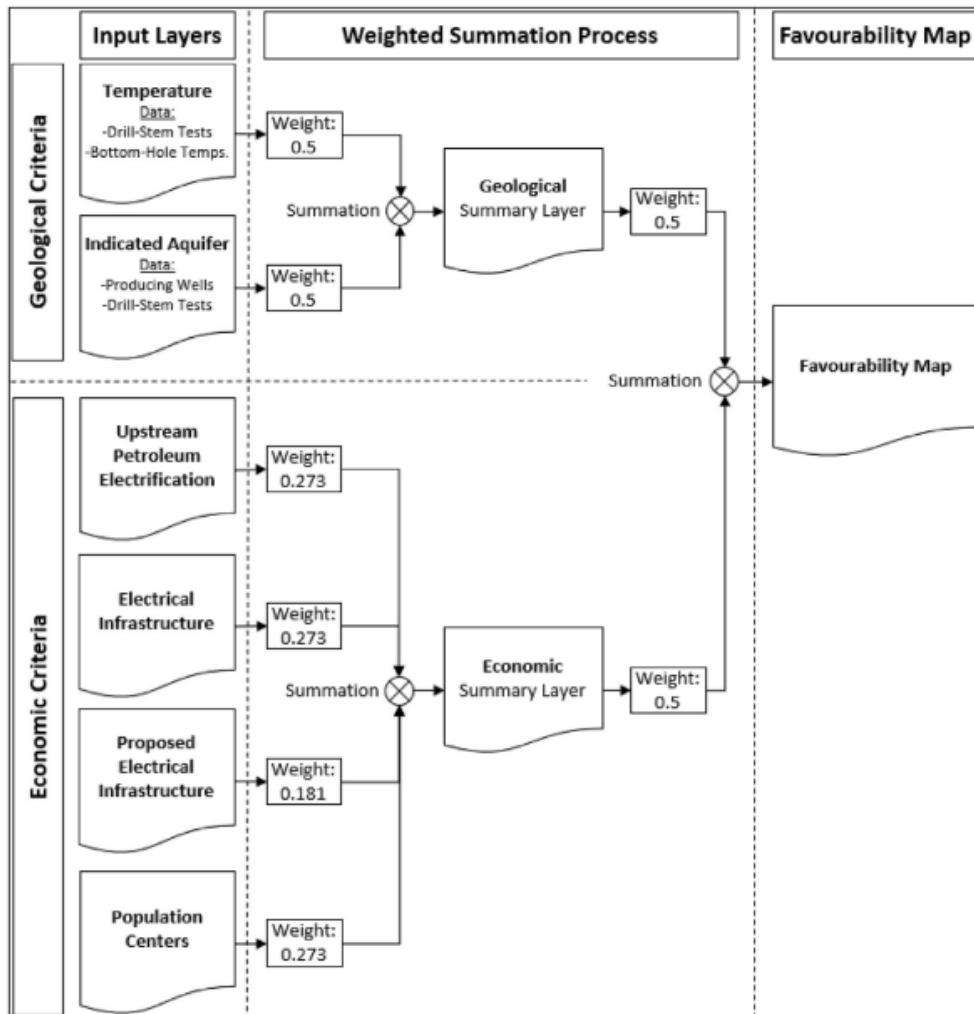 Input Layers
Weighted Summation Process
Favourability Map
Geological Criteria
Temperature
Data:
-Drill-Stem Tests
-Bottom-Hole Temps.
Weight:
0.5
Summation
Geological
Summary Layer
Weight:
0.5
Indicated Aquifer
Data:
-Producing Wells
-Drill-Stem Tests
Weight:
0.5
Summation
Favourability Map
Economic Criteria
Upstream
Petroleum
Electrification
Weight:
0.273
Electrical
Infrastructure
Weight:
0.273
Summation
Economic
Summary Layer
Weight:
0.5
Proposed
Electrical
Infrastructure
Weight:
0.181
Population
Centers
Weight:
0.273